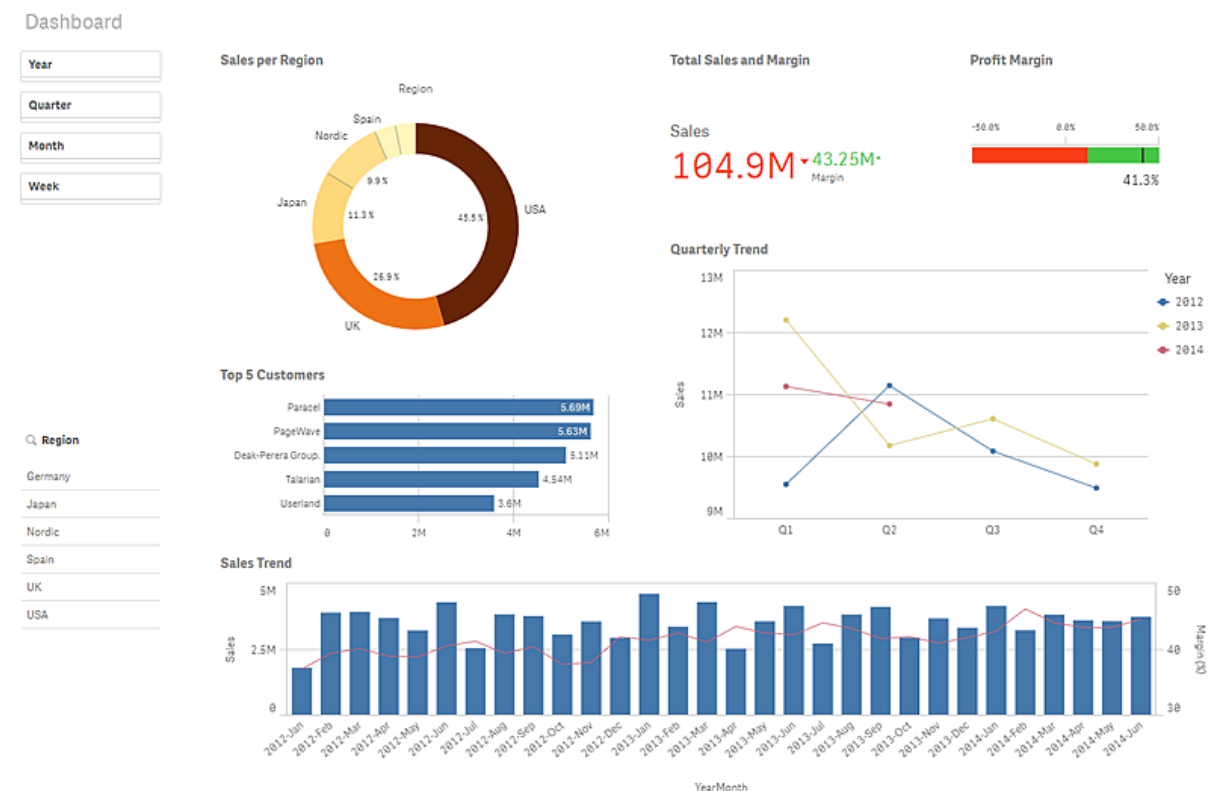 Dashboard
Year
Quarter
Month
Week
Region
Germany
Japan
Nordic
Spain
UK
USA
Sales per Region
Region
Spain
Nordic
Japan
UK
USA
9.9%
11.3%
26.9%
45.5%
Total Sales and Margin
Sales
104.9M
43.25M
Margin
Profit Margin
-50.0% 0.0% 50.0%
41.3%
Top 5 Customers
Paracel 5.69M
PageWave 5.63M
Deak-Perera Group. 5.11M
Talarian 4.54M
Userland 3.6M
0 2M 4M 6M
Quarterly Trend
13M
12M
11M
10M
9M
Sales
Q1 Q2 Q3 Q4
Year
2012
2013
2014
Sales Trend
5M
2.5M
0
Sales
50
40
30
Margin (%)
2012-Jan 2012-Feb 2012-Mar 2012-Apr 2012-May 2012-Jun 2012-Jul 2012-Aug 2012-Sep 2012-Oct 2012-Nov 2012-Dec 2013-Jan 2013-Feb 2013-Mar 2013-Apr 2013-May 2013-Jun 2013-Jul 2013-Aug 2013-Sep 2013-Oct 2013-Nov 2013-Dec 2014-Jan 2014-Feb 2014-Mar 2014-Apr 2014-May 2014-Jun
YearMonth